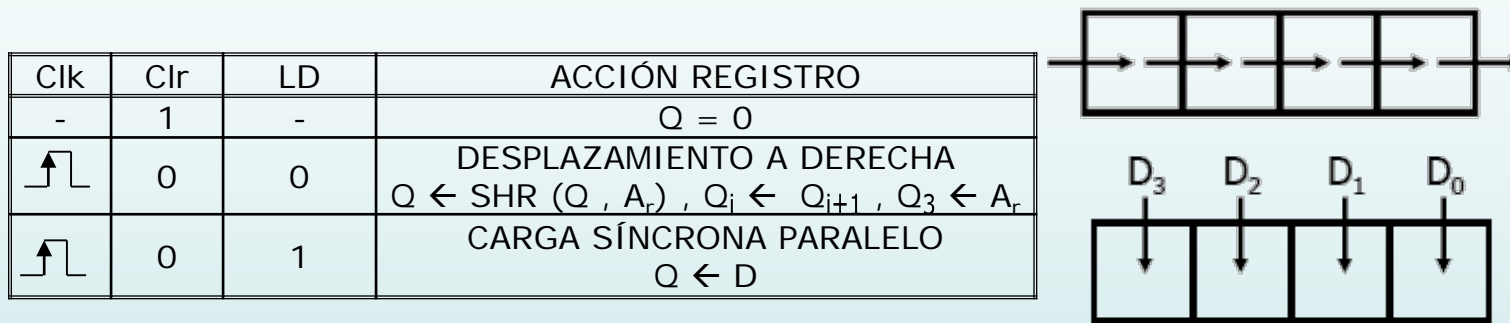 Clk Clr LD ACCIÓN REGISTRO
- 1 - Q = 0
0 0 DESPLAZAMIENTO A DERECHA
Q ← SHR (Q , Ar) , Qi ← Qi+1 , Q3 ← Ar
0 1 CARGA SÍNCRONA PARALELO
Q ← D
D3 D2 D1 D0